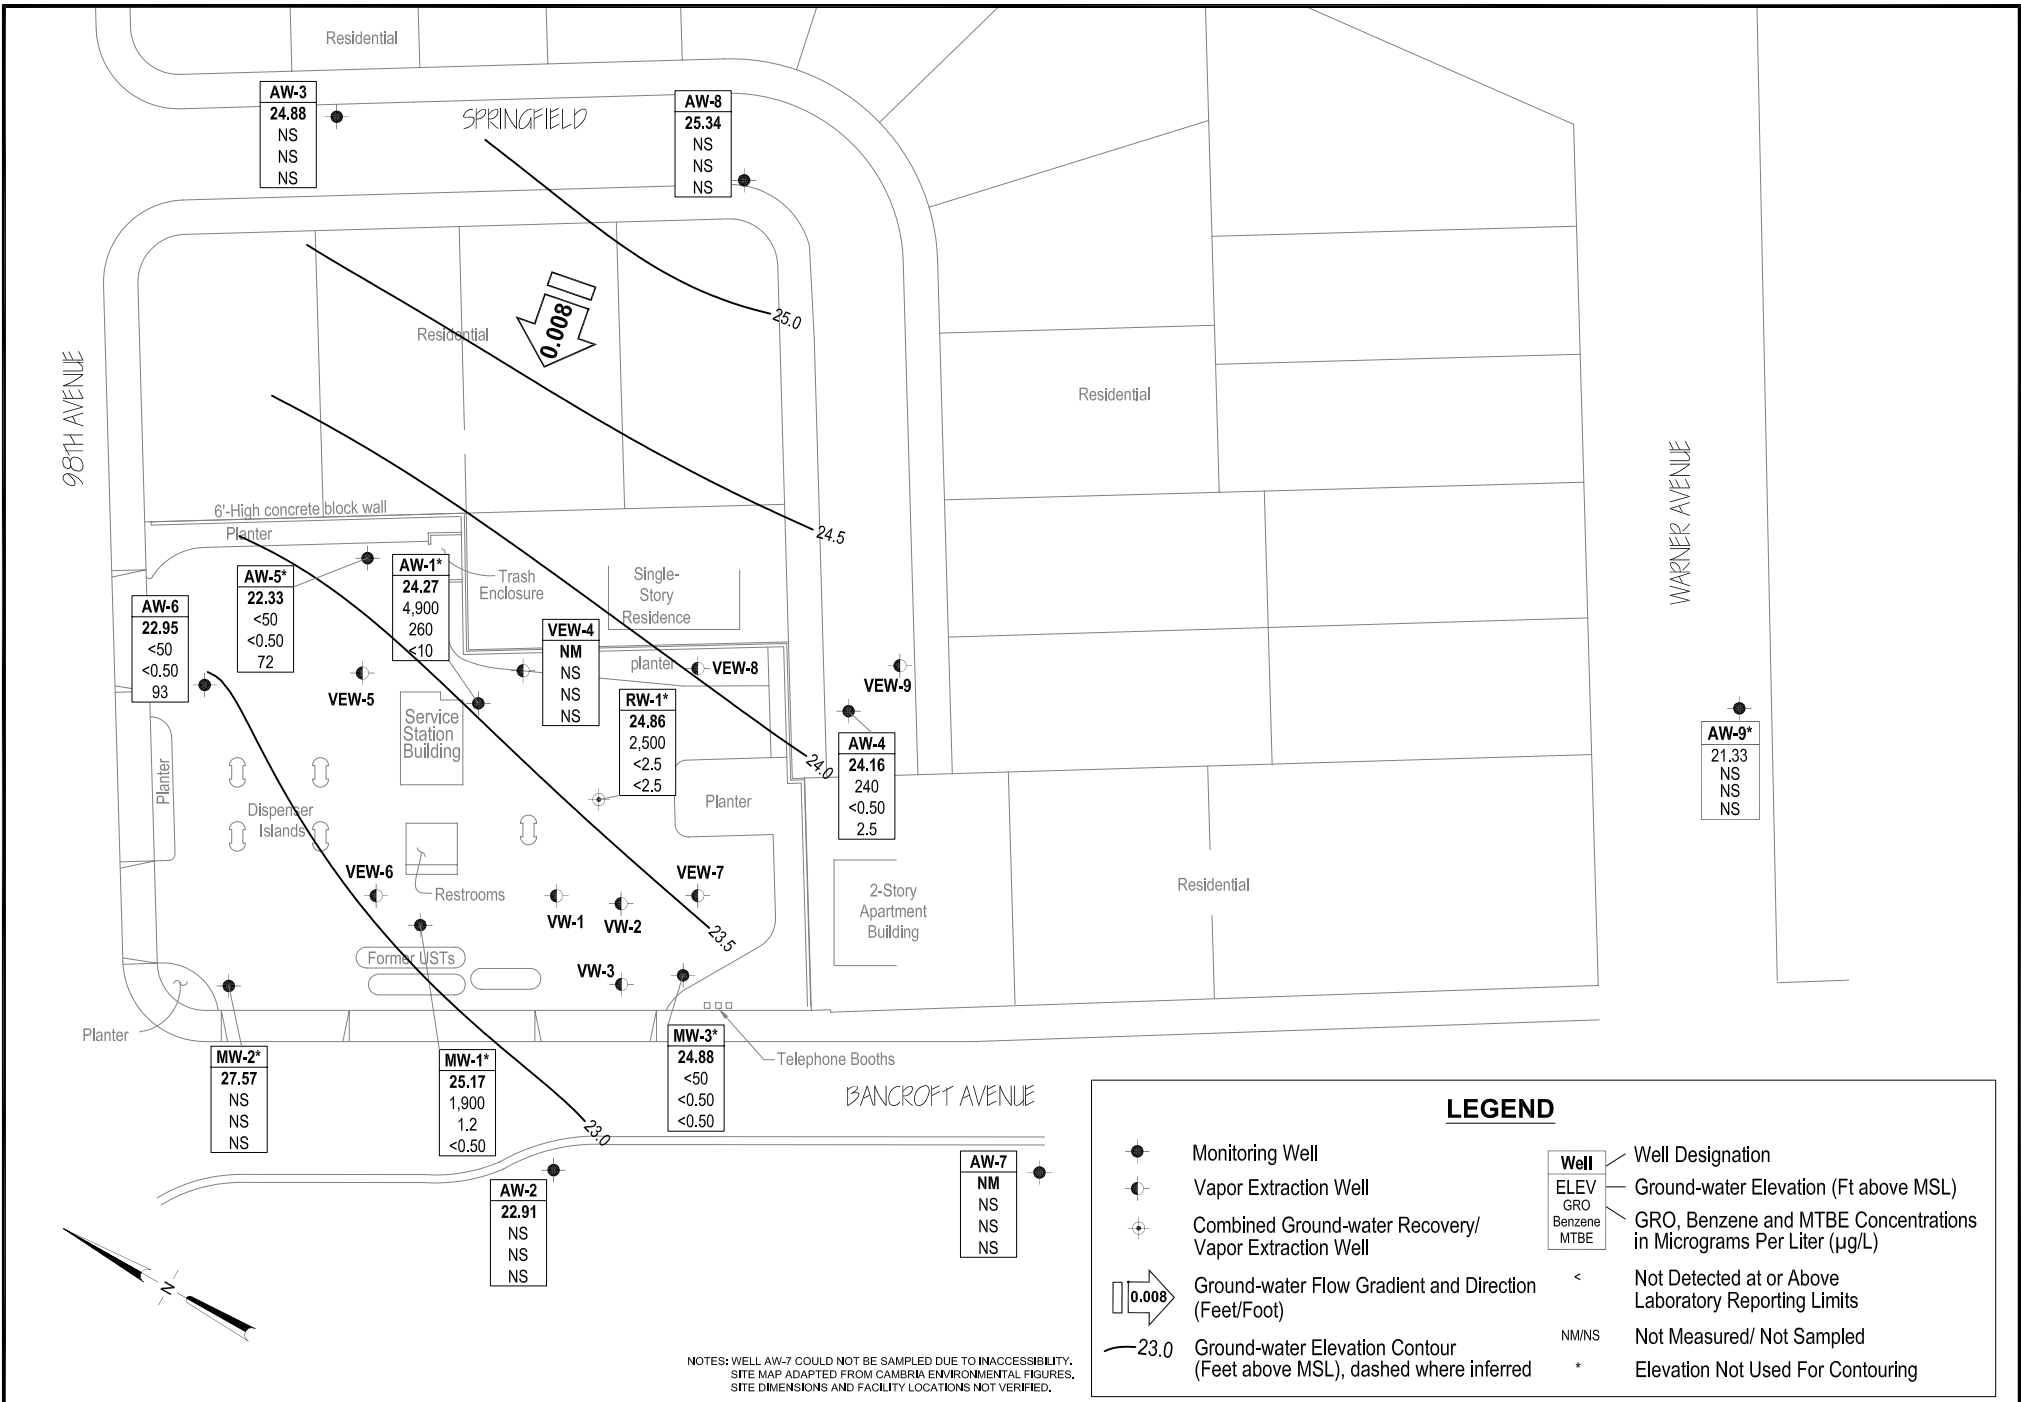 Residential
AW-3
24.88
NS
NS
NS
SPRINGFIELD
AW-8
25.34
NS
NS
NS
25.0
0.008
Residential
98TH AVENUE
Residential
WARNER AVENUE
24.5
6'-High concrete block wall
Planter
AW-5*
22.33
<50
<0.50
72
AW-1*
24.27
4,900
260
<10
Trash
Enclosure
Single-
Story
Residence
AW-6
22.95
<50
<0.50
93
VEW-4
NM
NS
NS
NS
planter
VEW-8
VEW-9
VEW-5
RW-1*
24.86
2,500
<2.5
<2.5
Service
Station
Building
24.0
AW-4
24.16
240
<0.50
2.5
AW-9*
21.33
NS
NS
NS
Planter
Dispenser
Islands
Planter
VEW-6
Restrooms
VEW-7
VW-1
VW-2
23.5
2-Story
Apartment
Building
Residential
Former USTs
VW-3
Planter
MW-2*
27.57
NS
NS
NS
MW-1*
25.17
1,900
1.2
<0.50
MW-3*
24.88
<50
<0.50
<0.50
Telephone Booths
BANCROFT AVENUE
23.0
AW-2
22.91
NS
NS
NS
AW-7
NM
NS
NS
NS
N
LEGEND
Monitoring Well
Vapor Extraction Well
Combined Ground-water Recovery/
Vapor Extraction Well
0.008
Ground-water Flow Gradient and Direction
(Feet/Foot)
23.0
Ground-water Elevation Contour
(Feet above MSL), dashed where inferred
Well
ELEV
GRO
Benzene
MTBE
Well Designation
Ground-water Elevation (Ft above MSL)
GRO, Benzene and MTBE Concentrations
in Micrograms Per Liter (µg/L)
< Not Detected at or Above
Laboratory Reporting Limits
NM/NS Not Measured/ Not Sampled
* Elevation Not Used For Contouring
NOTES: WELL AW-7 COULD NOT BE SAMPLED DUE TO INACCESSIBILITY.
SITE MAP ADAPTED FROM CAMBRIA ENVIRONMENTAL FIGURES.
SITE DIMENSIONS AND FACILITY LOCATIONS NOT VERIFIED.